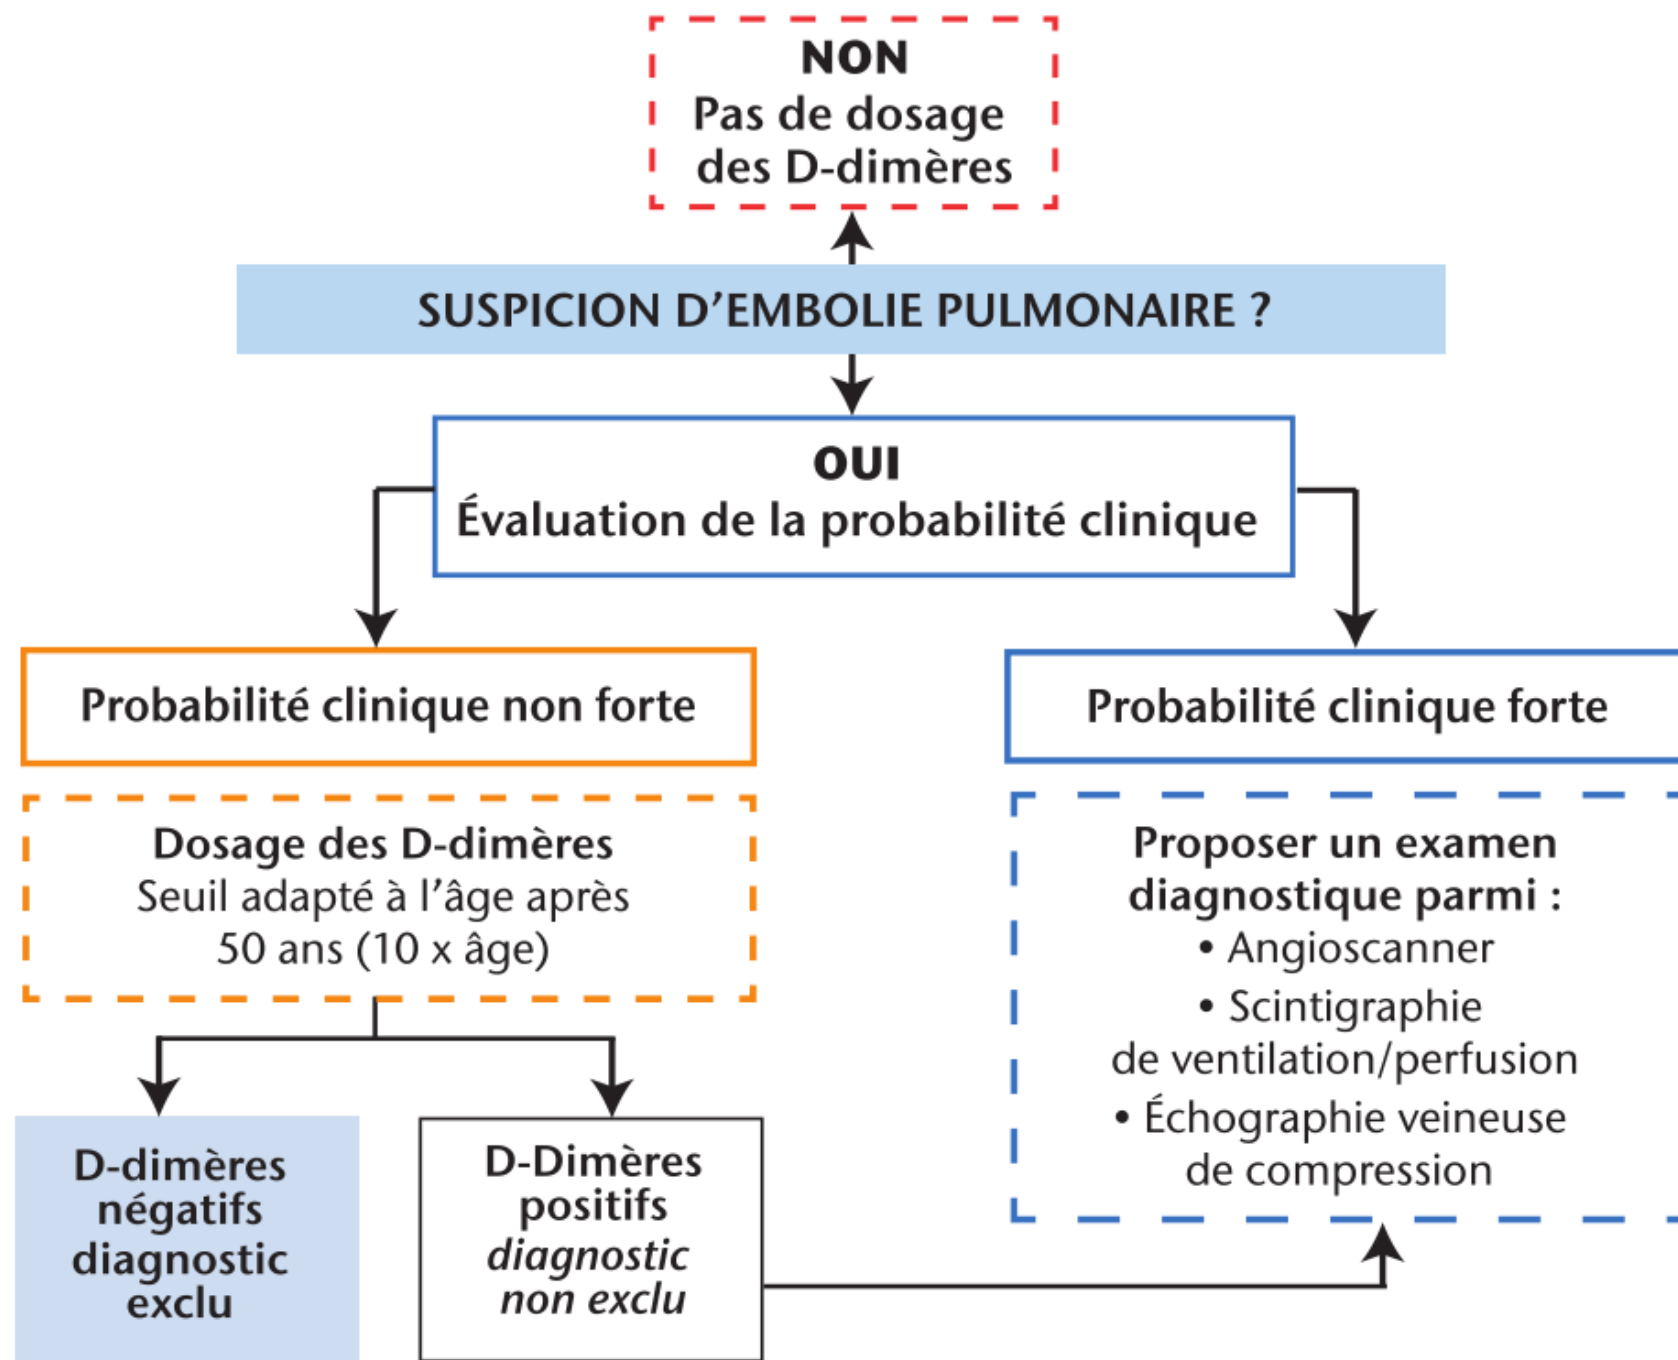 NON
Pas de dosage
des D-dimères
SUSPICION D’EMBOLIE PULMONAIRE ?
OUI
Évaluation de la probabilité clinique
Probabilité clinique non forte
Dosage des D-dimères
Seuil adapté à l’âge après
50 ans (10 x âge)
D-dimères
négatifs
diagnostic
exclu
D-Dimères
positifs
diagnostic
non exclu
Probabilité clinique forte
Proposer un examen
diagnostique parmi :
• Angioscanner
• Scintigraphie
de ventilation/perfusion
• Échographie veineuse
de compression